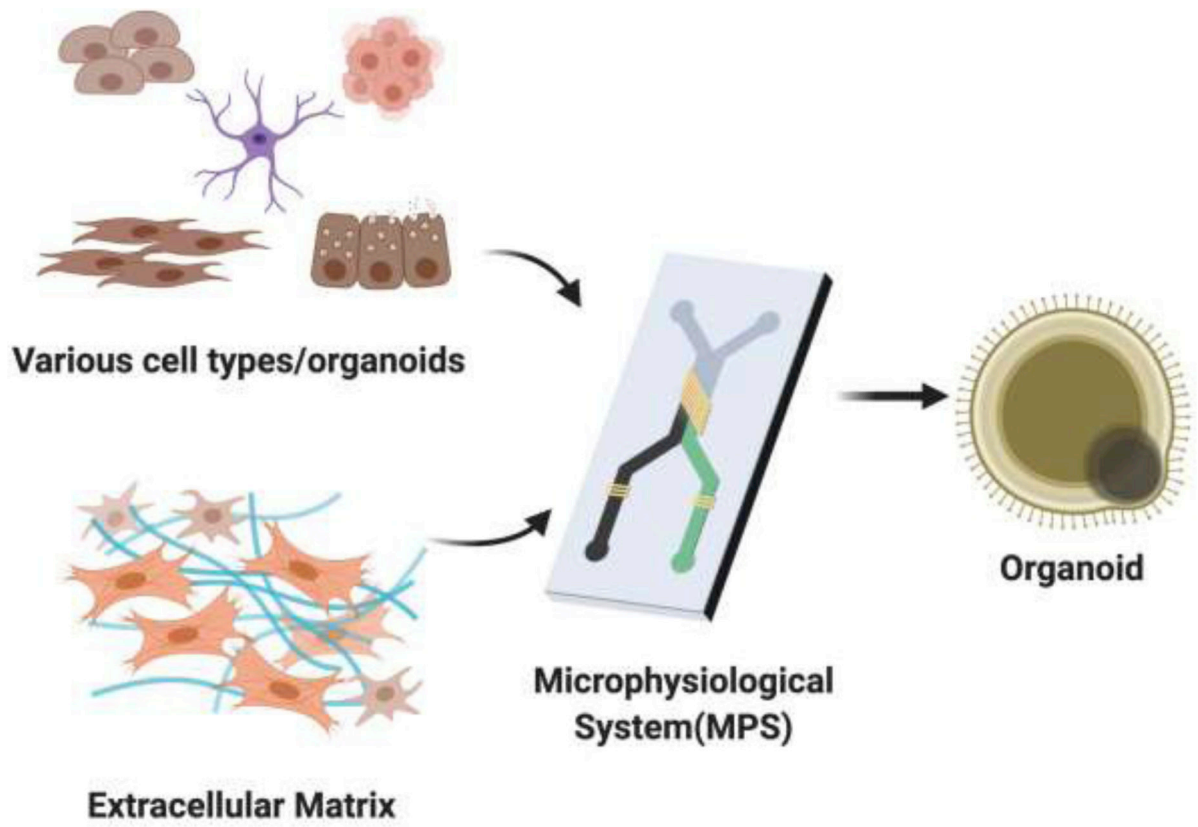 Various cell types/organoids
Organoid
Microphysiological
System(MPS)
Extracellular Matrix